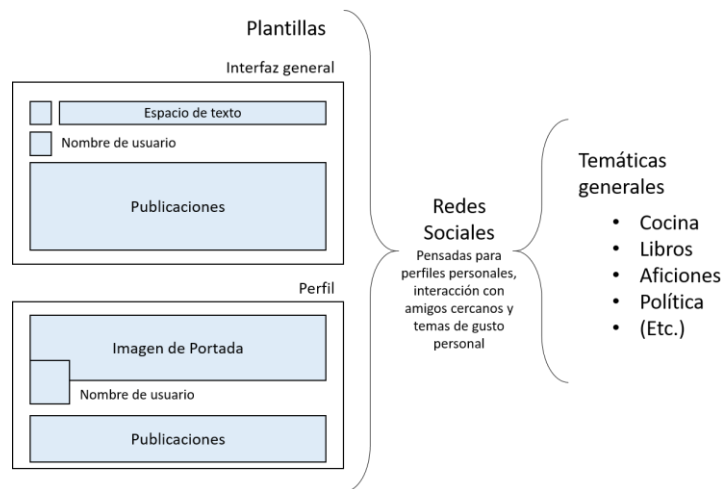 Plantillas
Interfaz general
Espacio de texto
Nombre de usuario
Publicaciones
Perfil
Imagen de Portada
Nombre de usuario
Publicaciones
Redes
Sociales
Pensadas para
perfiles personales,
interacción con
amigos cercanos y
temas de gusto
personal
Temáticas
generales
• Cocina
• Libros
• Aficiones
• Política
• (Etc.)